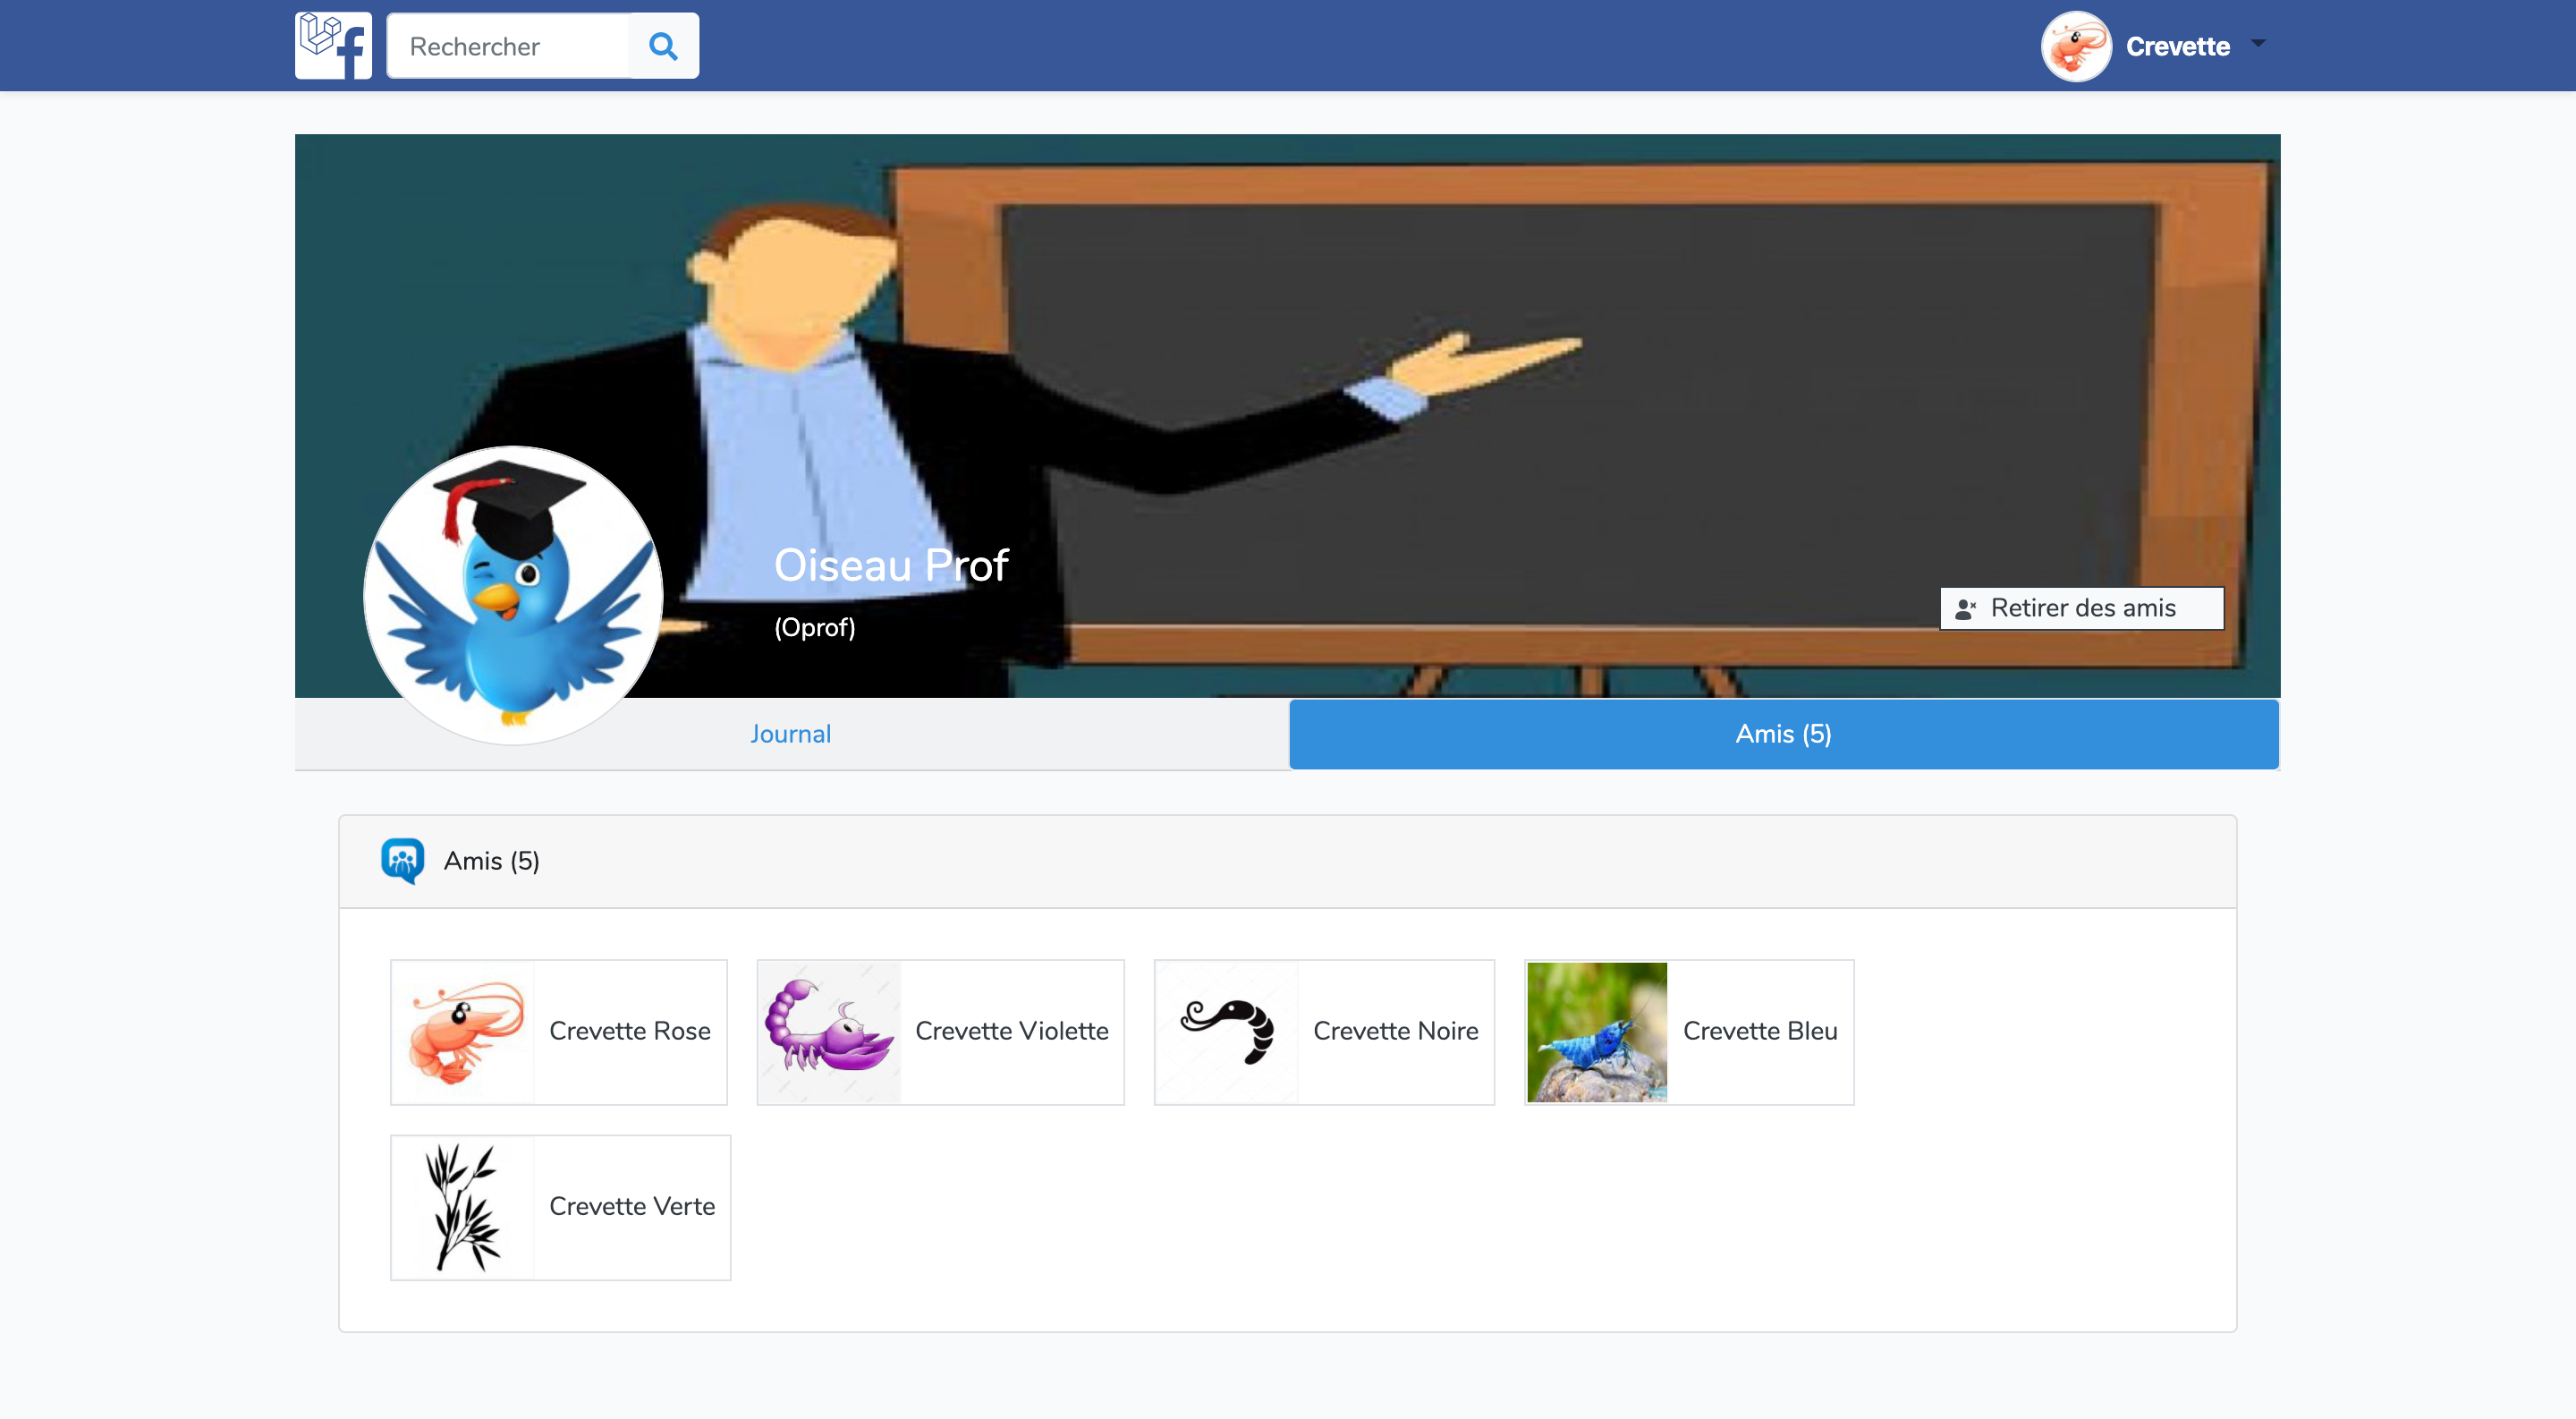 Rechercher
Crevette
Oiseau Prof
(Oprof)
Retirer des amis
Journal
Amis (5)
Amis (5)
Crevette Rose
Crevette Violette
Crevette Noire
Crevette Bleu
Crevette Verte